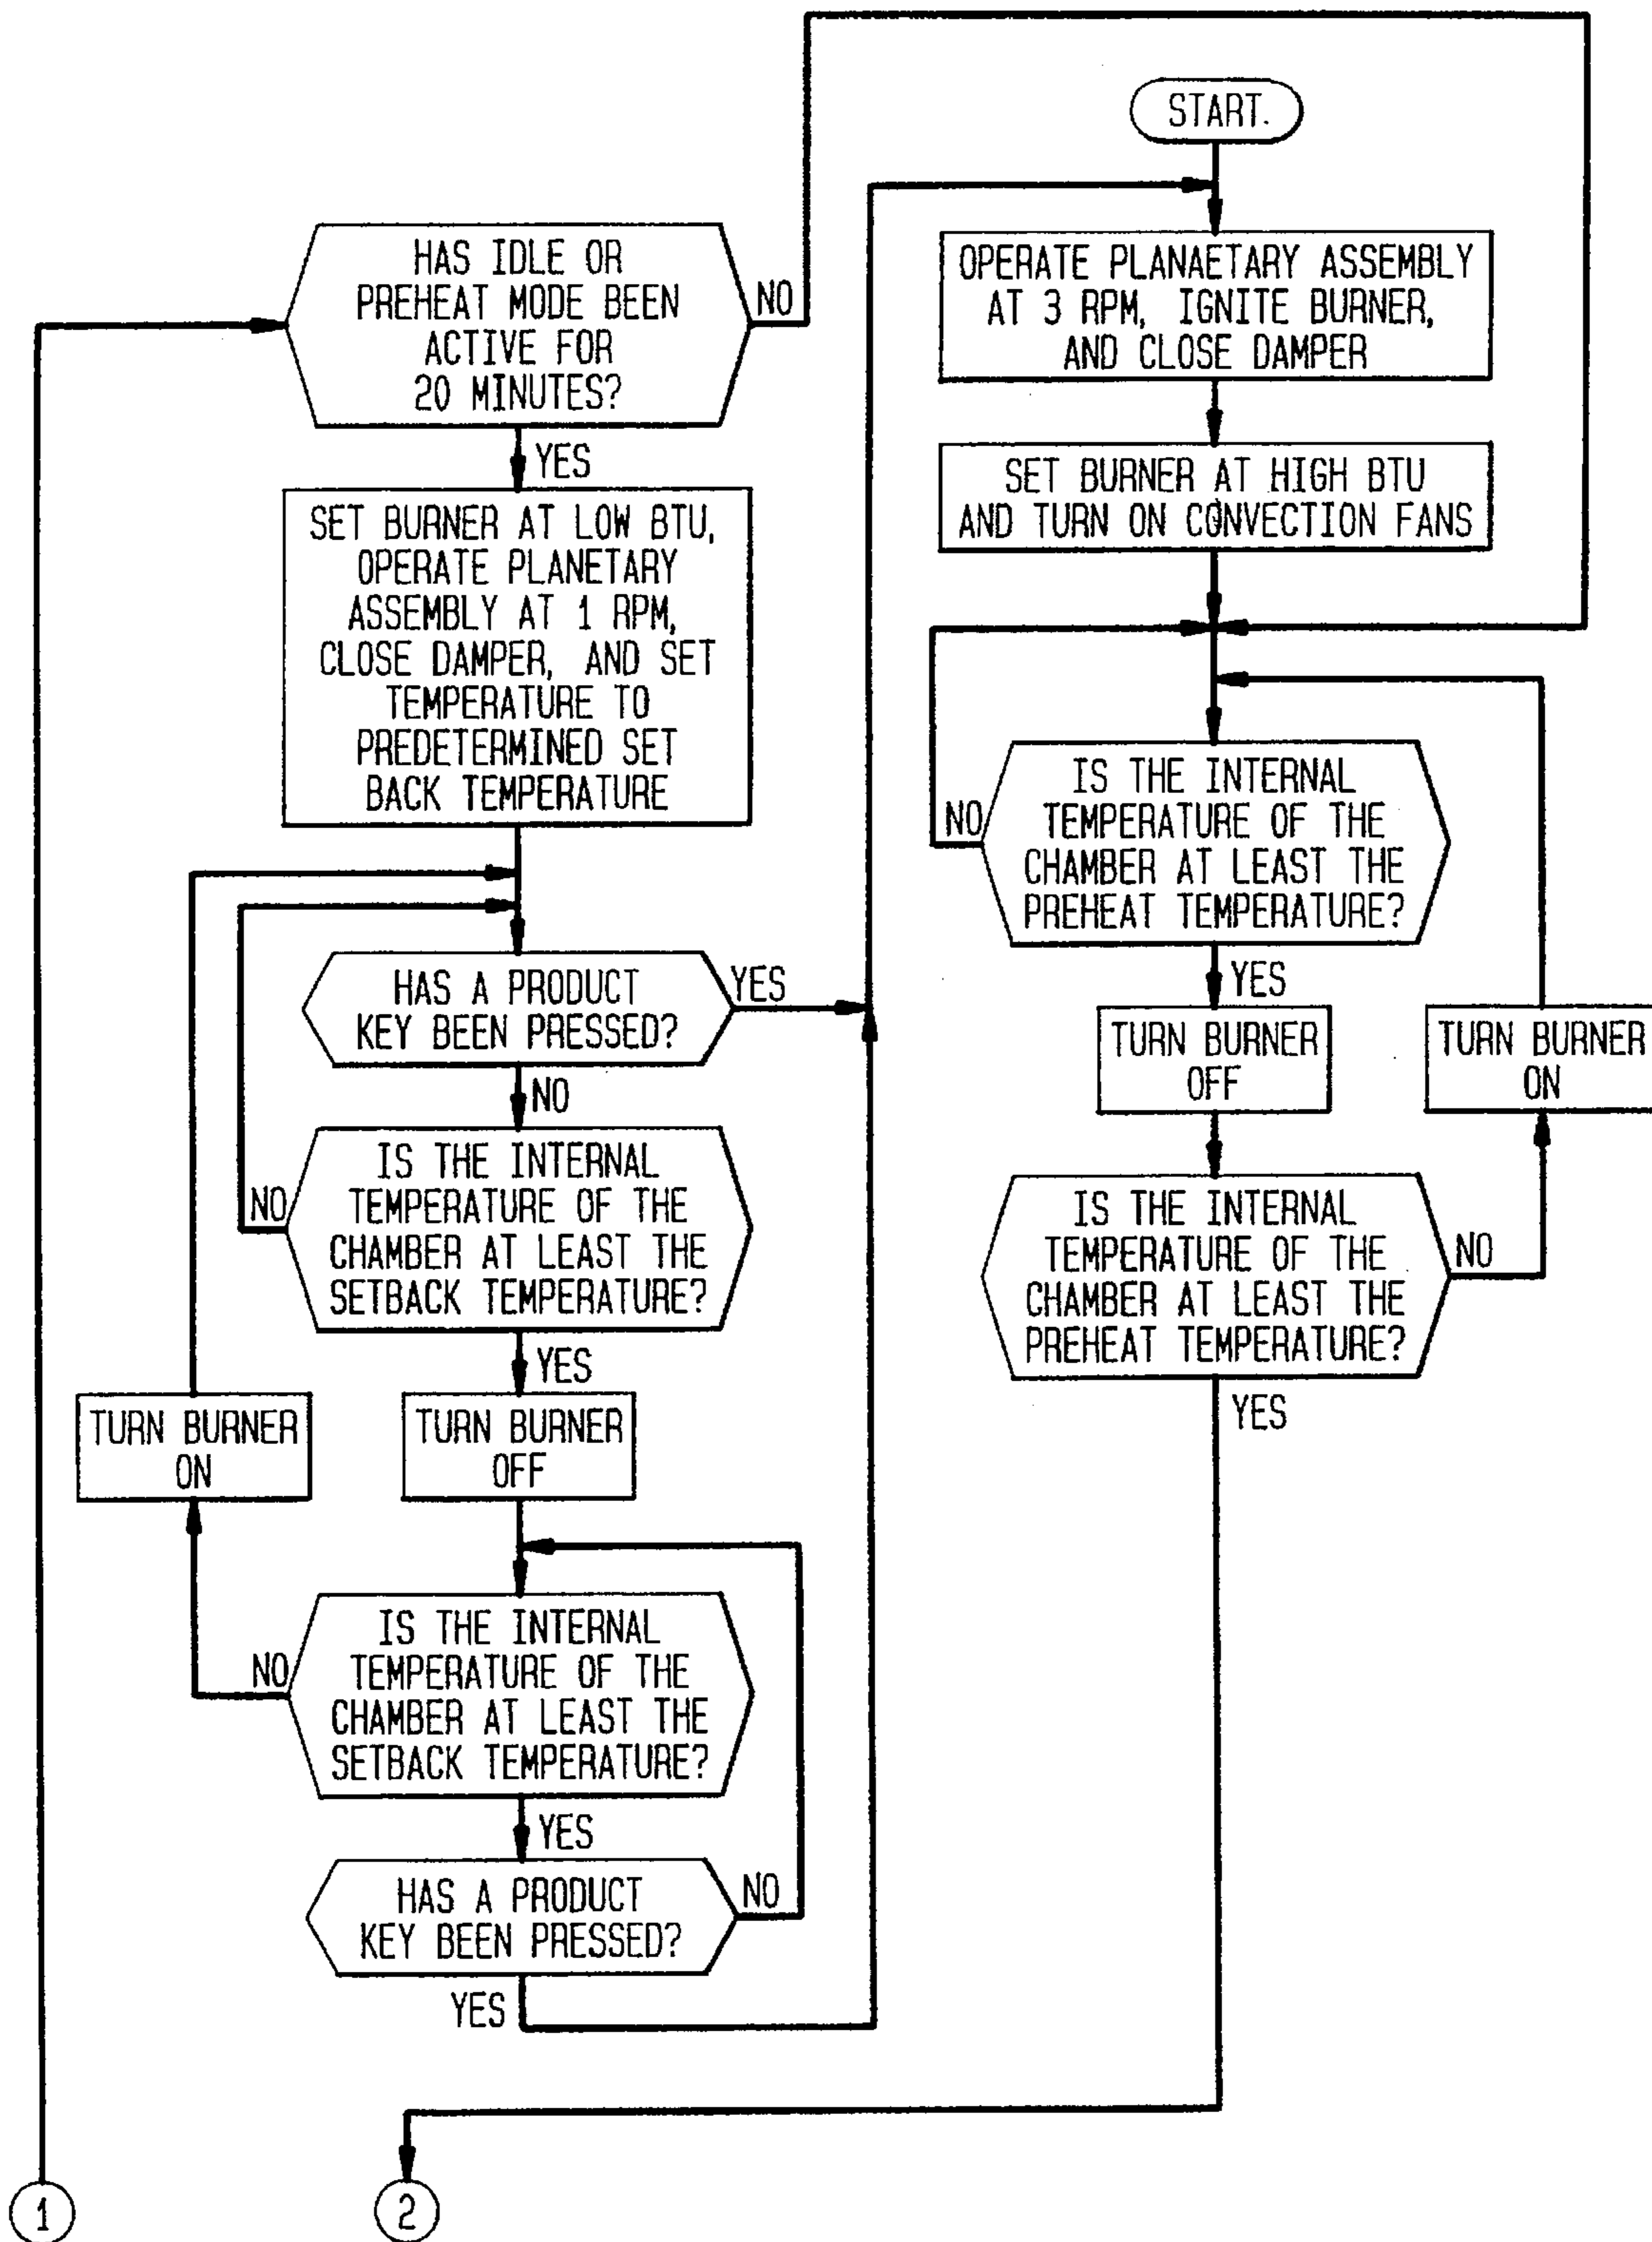 START.
OPERATE PLANAETARY ASSEMBLY
AT 3 RPM, IGNITE BURNER,
AND CLOSE DAMPER
SET BURNER AT HIGH BTU
AND TURN ON CONVECTION FANS
IS THE INTERNAL
TEMPERATURE OF THE
CHAMBER AT LEAST THE
PREHEAT TEMPERATURE?
NO
YES
TURN BURNER
OFF
TURN BURNER
ON
IS THE INTERNAL
TEMPERATURE OF THE
CHAMBER AT LEAST THE
PREHEAT TEMPERATURE?
NO
YES
HAS IDLE OR
PREHEAT MODE BEEN
ACTIVE FOR
20 MINUTES?
NO
YES
SET BURNER AT LOW BTU,
OPERATE PLANETARY
ASSEMBLY AT 1 RPM,
CLOSE DAMPER, AND SET
TEMPERATURE TO
PREDETERMINED SET
BACK TEMPERATURE
HAS A PRODUCT
KEY BEEN PRESSED?
YES
NO
IS THE INTERNAL
TEMPERATURE OF THE
CHAMBER AT LEAST THE
SETBACK TEMPERATURE?
NO
YES
TURN BURNER
ON
TURN BURNER
OFF
IS THE INTERNAL
TEMPERATURE OF THE
CHAMBER AT LEAST THE
SETBACK TEMPERATURE?
NO
YES
HAS A PRODUCT
KEY BEEN PRESSED?
NO
YES
1
2